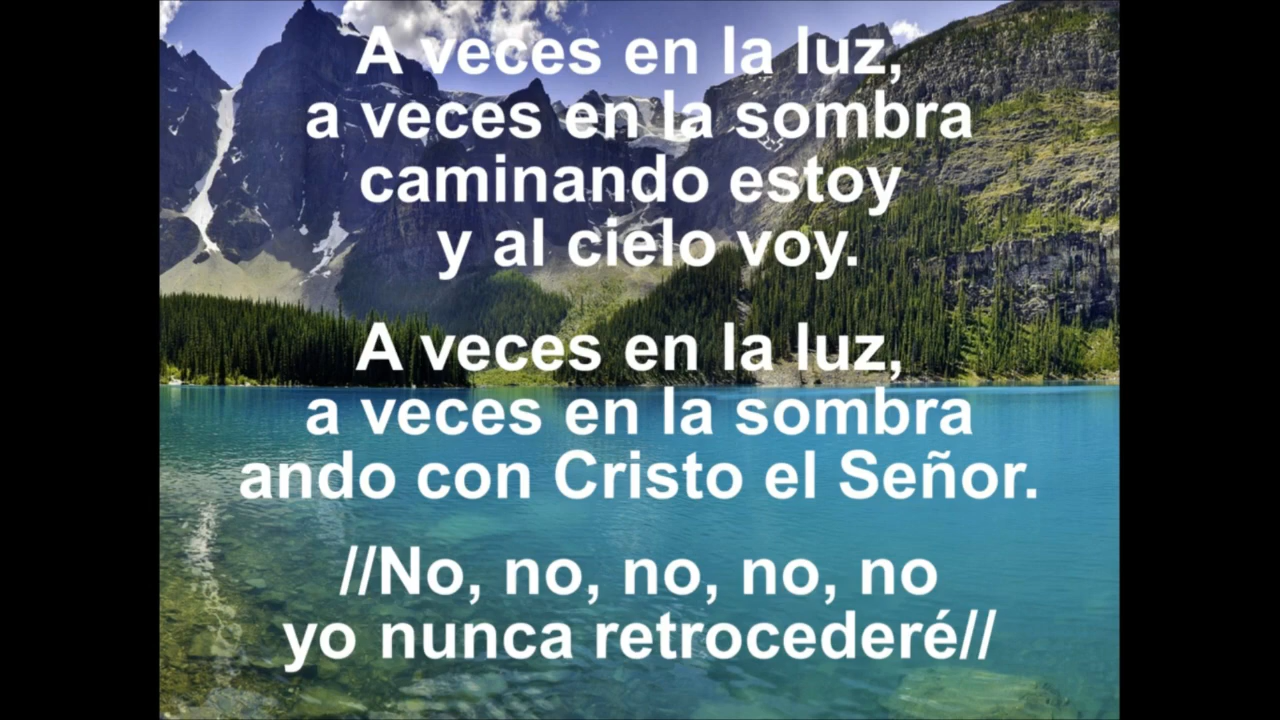 A veces en la luz,
a veces en la sombra
caminando estoy
y al cielo voy.
A veces en la luz,
a veces en la sombra
ando con Cristo el Señor.
//No, no, no, no, no
yo nunca retrocederé//